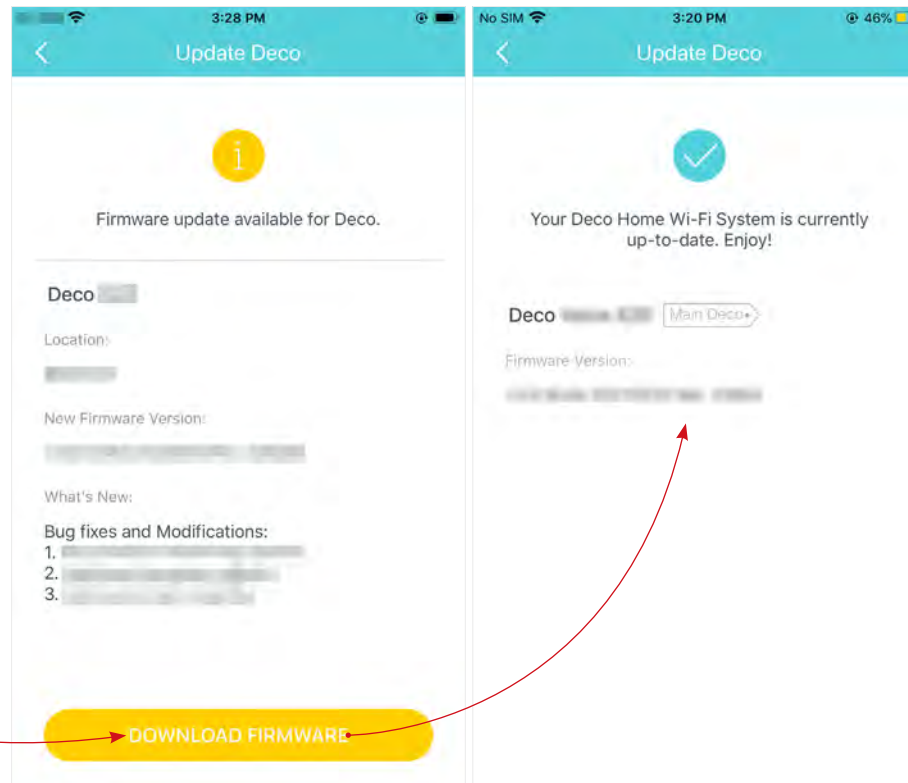 3:28 PM
Update Deco
Firmware update available for Deco.
Deco
Location:
New Firmware Version:
What's New:
Bug fixes and Modifications:
1.
2.
3.
DOWNLOAD FIRMWARE
No SIM
3:20 PM
46%
Update Deco
Your Deco Home Wi-Fi System is currently
up-to-date. Enjoy!
Deco
Main Deco
Firmware Version: